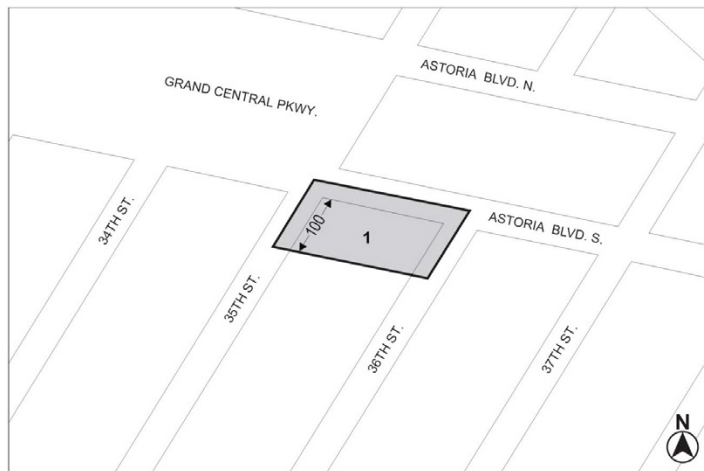 ASTORIA BLVD. N.
GRAND CENTRAL PKWY.
34TH ST.
100
1
ASTORIA BLVD. S.
35TH ST.
36TH ST.
37TH ST.
N